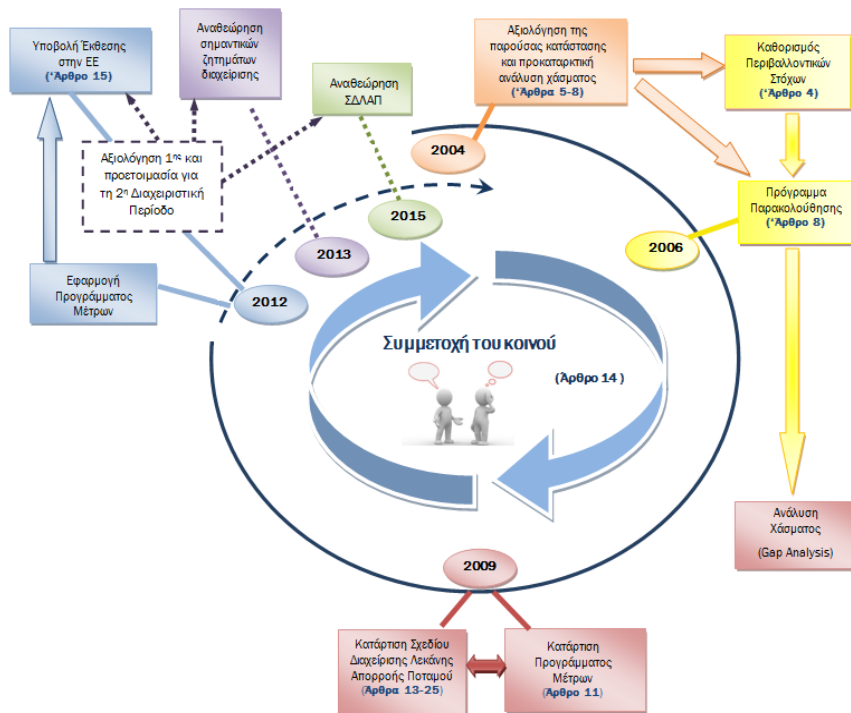 Υποβολή Έκθεσης
στην ΕΕ
(‘Άρθρο 15)
Αναθεώρηση
σημαντικών
ζητημάτων
διαχείρισης
Αναθεώρηση
ΣΔΛΑΠ
Αξιολόγηση της
παρούσας κατάστασης
και προκαταρκτική
ανάλυση χάσματος
(‘Άρθρα 5-8)
Καθορισμός
Περιβαλλοντικών
Στόχων
(‘Άρθρο 4)
Αξιολόγηση 1ης και
προετοιμασία για
τη 2η Διαχειριστική
Περίοδο
2004
2015
2013
2006
Πρόγραμμα
Παρακολούθησης
(‘Άρθρο 8)
Εφαρμογή
Προγράμματος
Μέτρων
2012
Συμμετοχή του κοινού
(Άρθρο 14 )
Ανάλυση
Χάσματος
(Gap Analysis)
2009
Κατάρτιση Σχεδίου
Διαχείρισης Λεκάνης
Απορροής Ποταμού
(Άρθρα 13-25)
Κατάρτιση
Προγράμματος
Μέτρων
(Άρθρο 11)